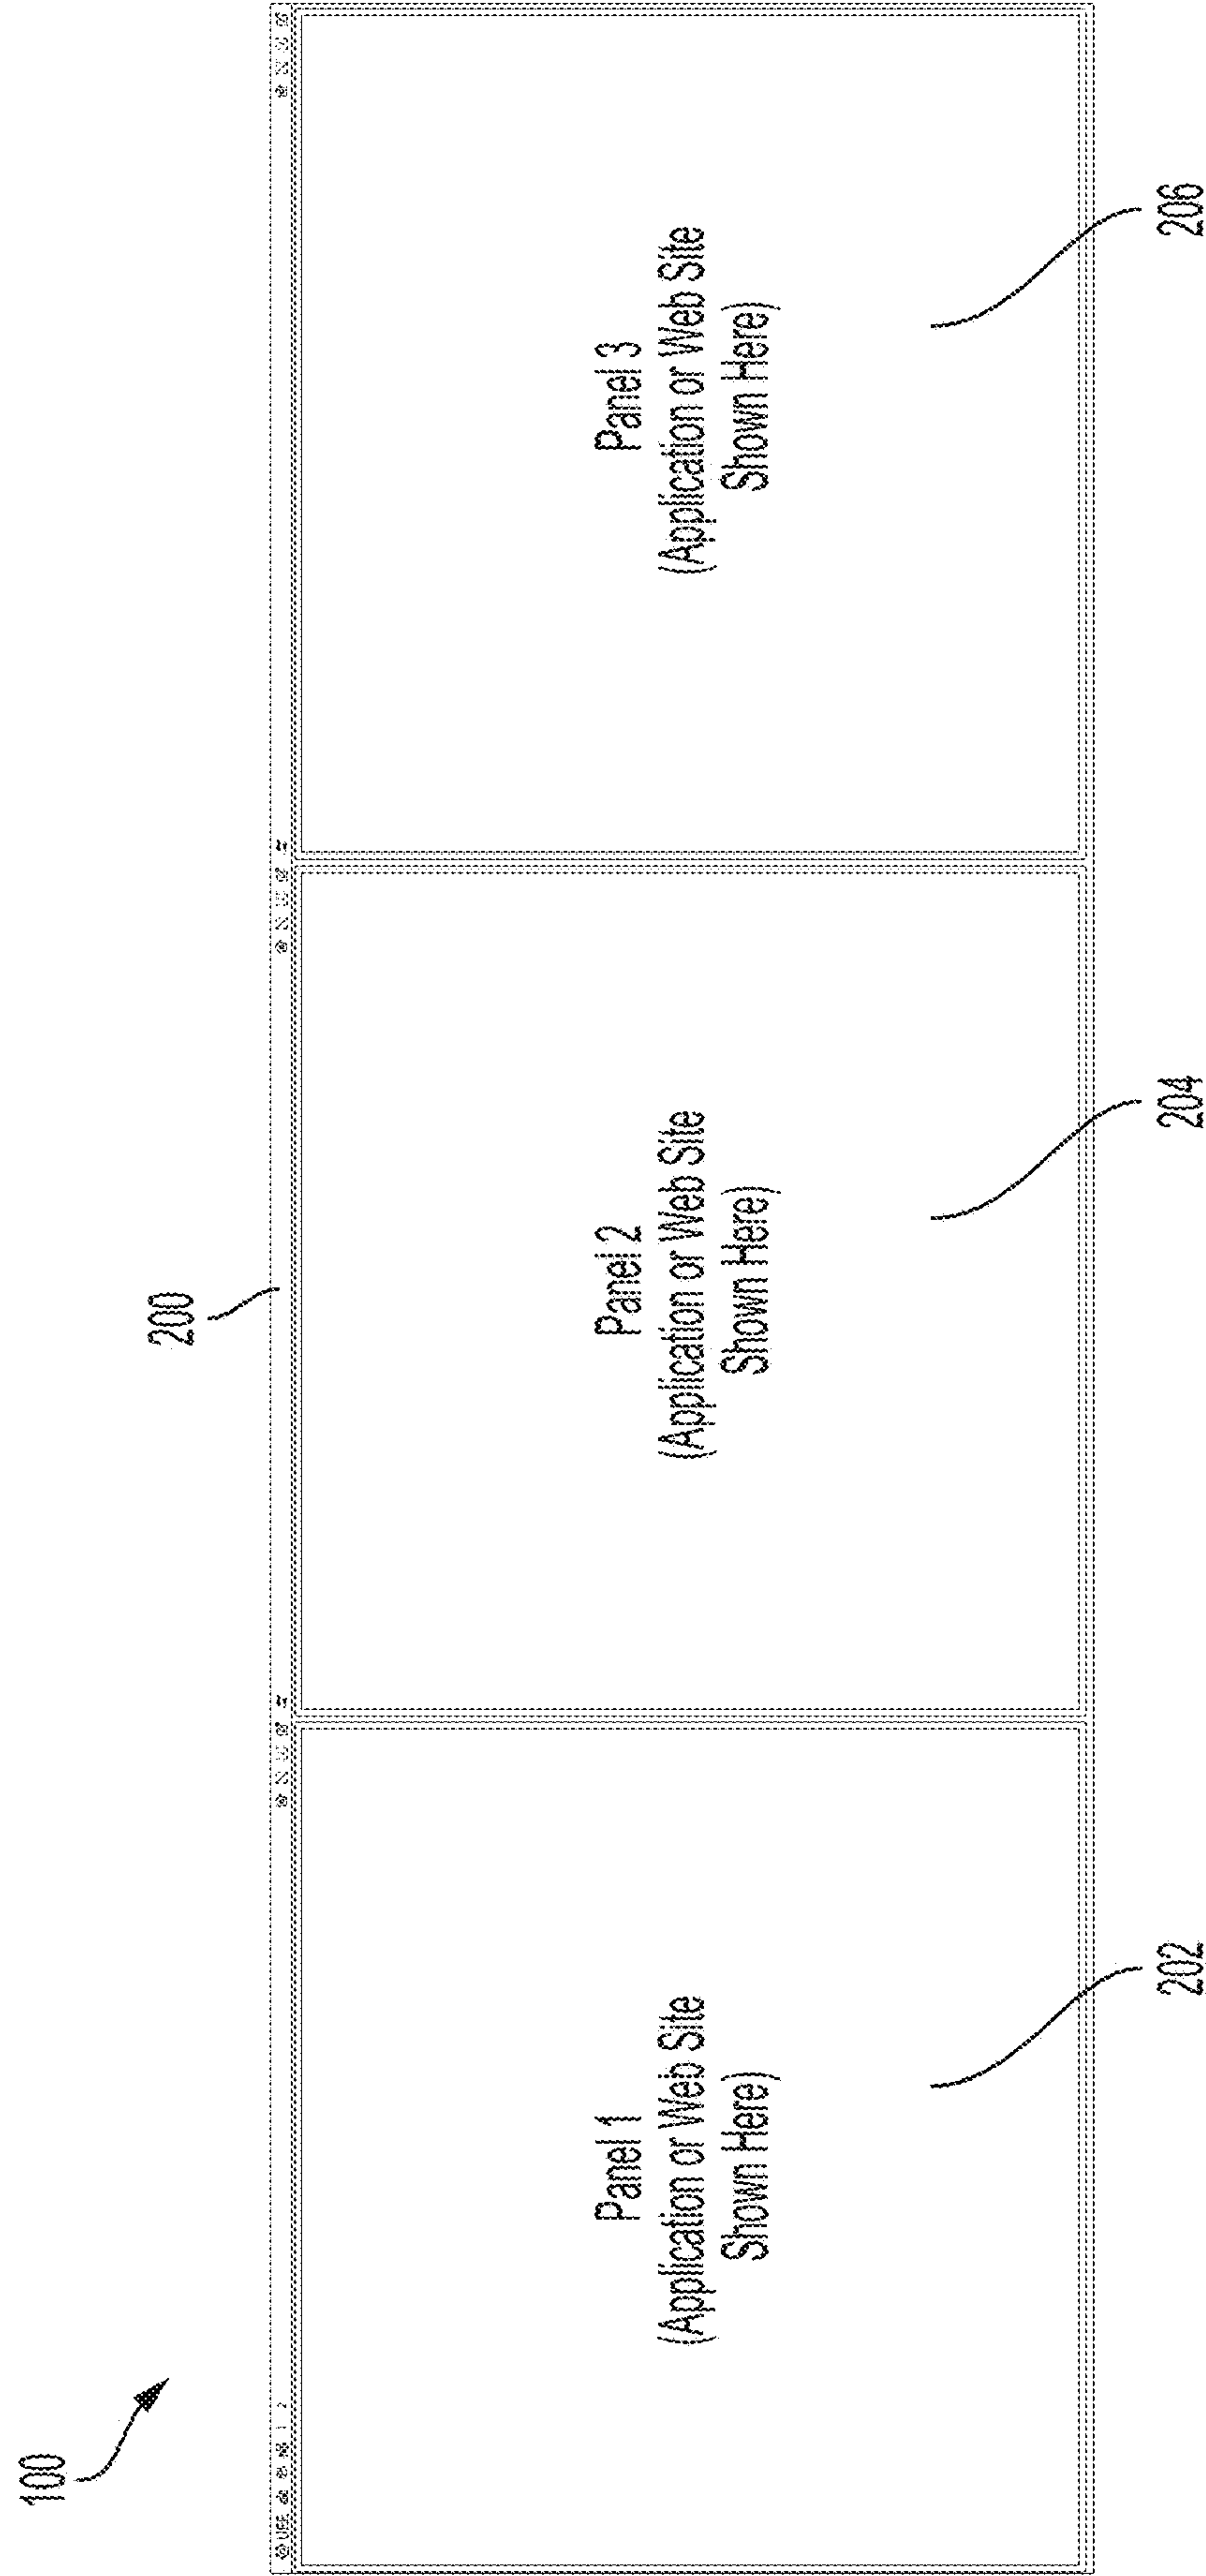 100
200
Panel 1
(Application or Web Site
Shown Here)
Panel 2
(Application or Web Site
Shown Here)
Panel 3
(Application or Web Site
Shown Here)
202
204
206